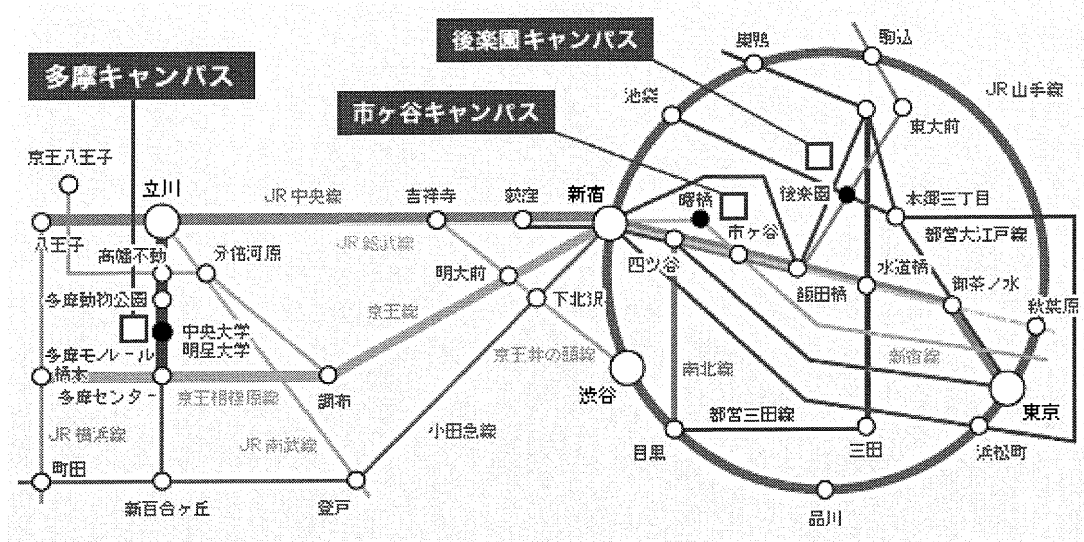 後楽園キャンパス
多摩キャンパス
市ヶ谷キャンパス
巣鴨
駒込
池袋
JR山手線
東大前
京王八王子
立川
JR中央線
吉祥寺
荻窪
新宿
曙橋
後楽園
本郷三丁目
八王子
JR総武線
市ヶ谷
都営大江戸線
高幡不動
分倍河原
明大前
四ツ谷
水道橋
御茶ノ水
多摩動物公園
下北沢
飯田橋
秋葉原
中央大学
明星大学
京王線
多摩モノレール
京王井の頭線
新宿線
橋本
南北線
多摩センター
京王相模原線
調布
渋谷
都営三田線
東京
JR横浜線
JR南武線
小田急線
目黒
三田
浜松町
町田
新百合ヶ丘
登戸
品川